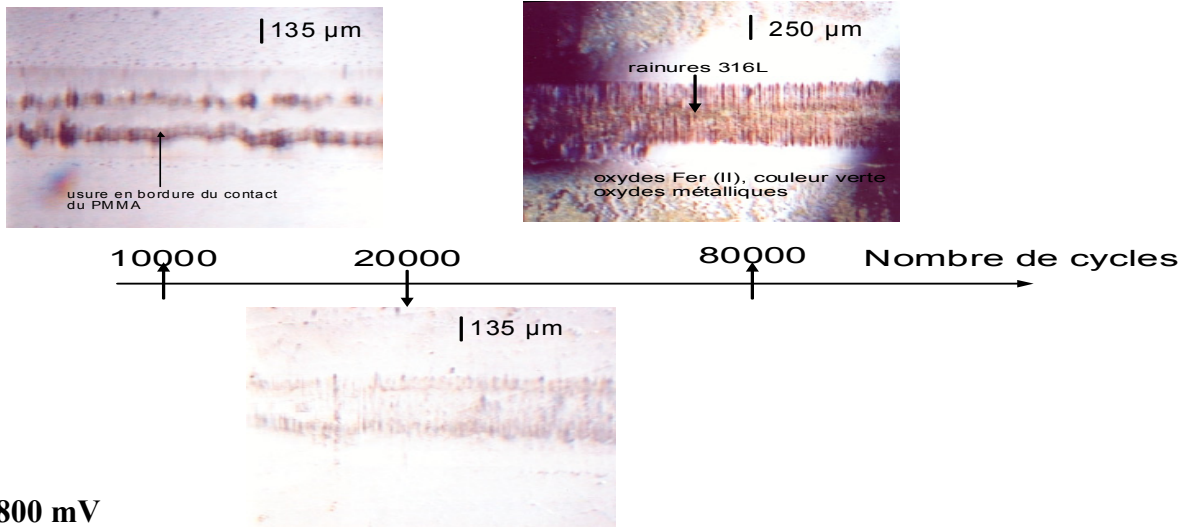 135 µm
usure en bordure du contact
du PMMA
250 µm
rainures 316L
oxydes Fer (II), couleur verte
oxydes métalliques
10000
20000
80000
Nombre de cycles
135 µm
800 mV